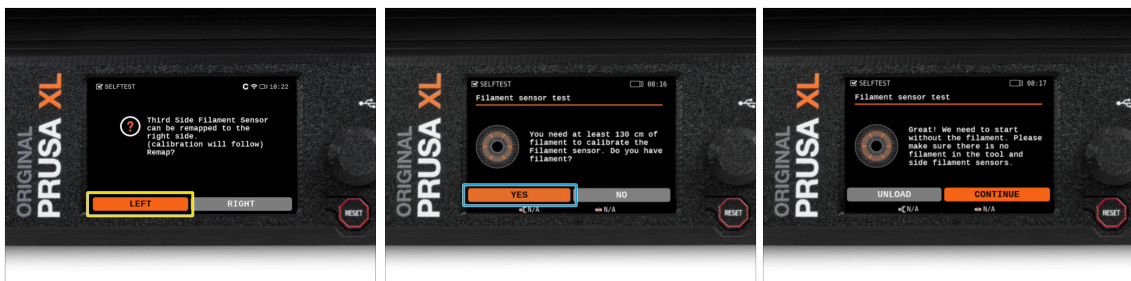 ORIGINAL
PRUSA XL
SELFTEST
C 10:22
Third Side Filament Sensor
can be remapped to the
right side.
(calibration will follow)
Remap?
LEFT
RIGHT
RESET
ORIGINAL
PRUSA XL
SELFTEST
08:16
Filament sensor test
You need at least 130 cm of
filament to calibrate the
Filament sensor. Do you have
filament?
YES
NO
N/A
N/A
RESET
ORIGINAL
PRUSA XL
SELFTEST
08:17
Filament sensor test
Great! We need to start
without the filament. Please
make sure there is no
filament in the tool and
side filament sensors.
UNLOAD
CONTINUE
N/A
N/A
RESET